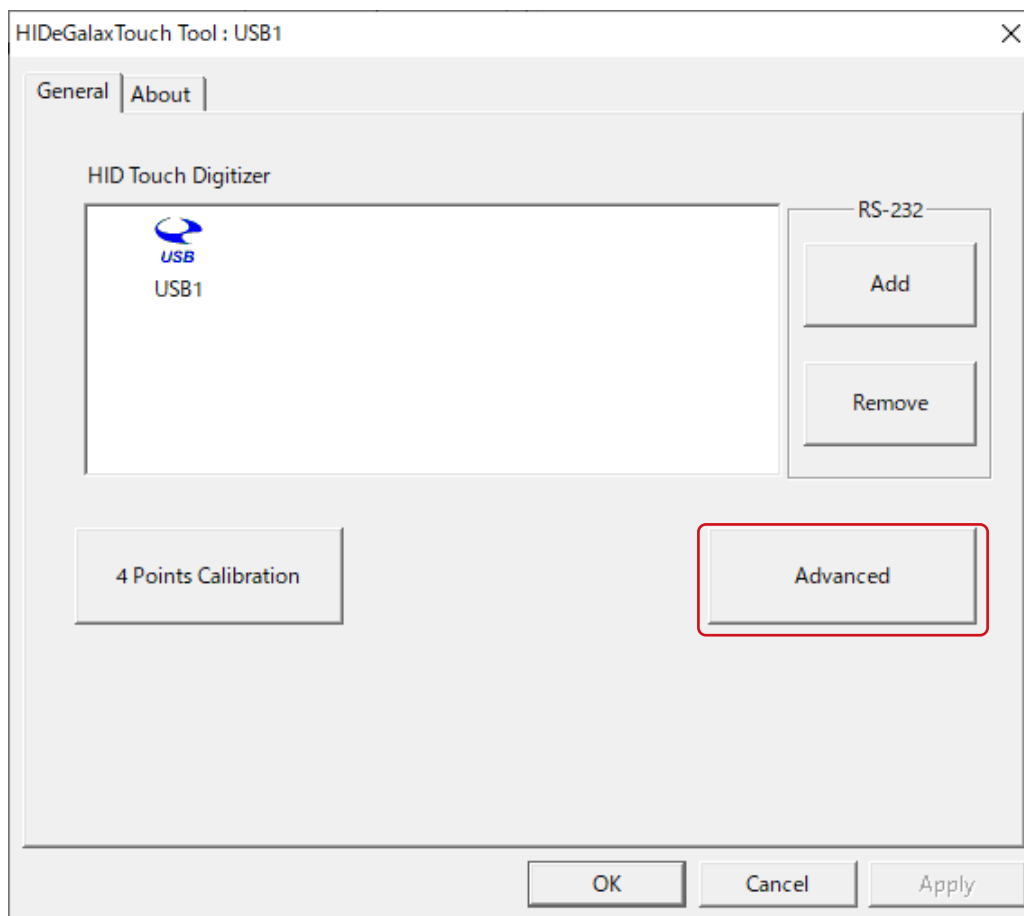 HIDeGalaxTouch Tool : USB1
General
About
HID Touch Digitizer
USB
USB1
RS-232
Add
Remove
4 Points Calibration
Advanced
OK
Cancel
Apply